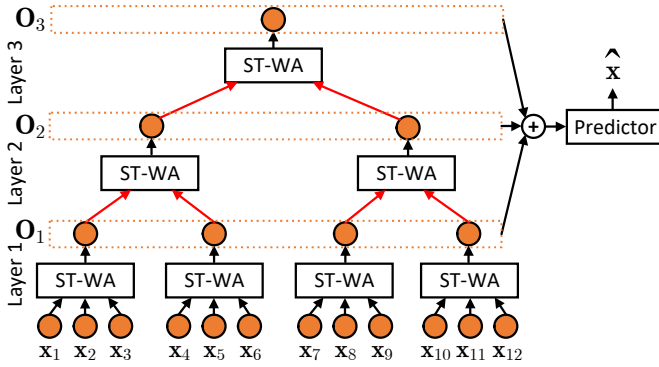 O₃
Layer 3
ST-WA
x̂
O₂
+
Predictor
Layer 2
ST-WA ST-WA
O₁
Layer 1
ST-WA ST-WA ST-WA ST-WA
x₁ x₂ x₃ x₄ x₅ x₆ x₇ x₈ x₉ x₁₀ x₁₁ x₁₂